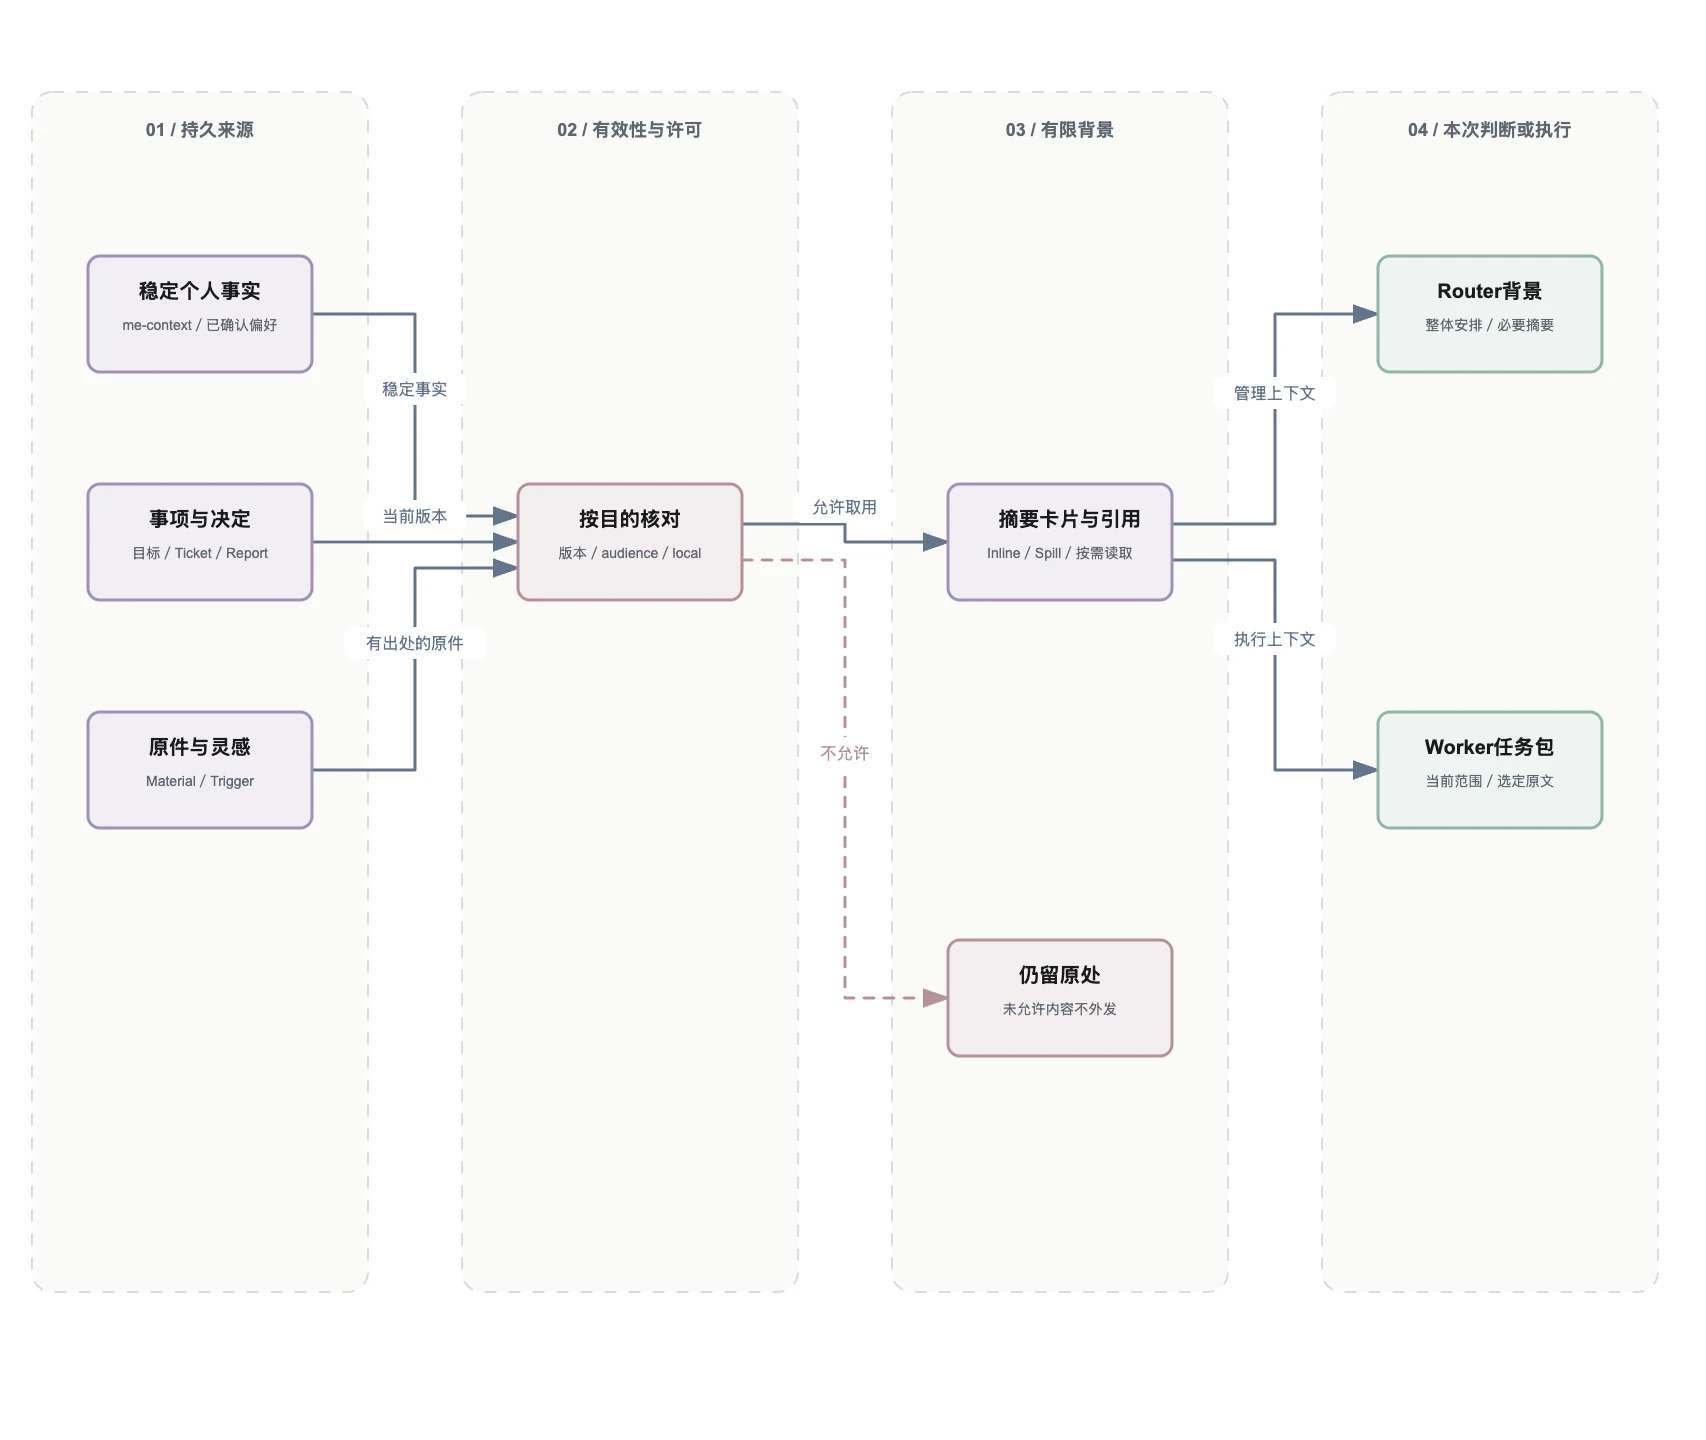 01 / 持久来源
稳定个人事实
me-context / 已确认偏好
稳定事实
事项与决定
目标 / Ticket / Report
当前版本
有出处的原件
原件与灵感
Material / Trigger
02 / 有效性与许可
按目的核对
版本 / audience / local
允许取用
不允许
03 / 有限背景
摘要卡片与引用
Inline / Spill / 按需读取
仍留原处
未允许内容不外发
管理上下文
执行上下文
04 / 本次判断或执行
Router背景
整体安排 / 必要摘要
Worker任务包
当前范围 / 选定原文